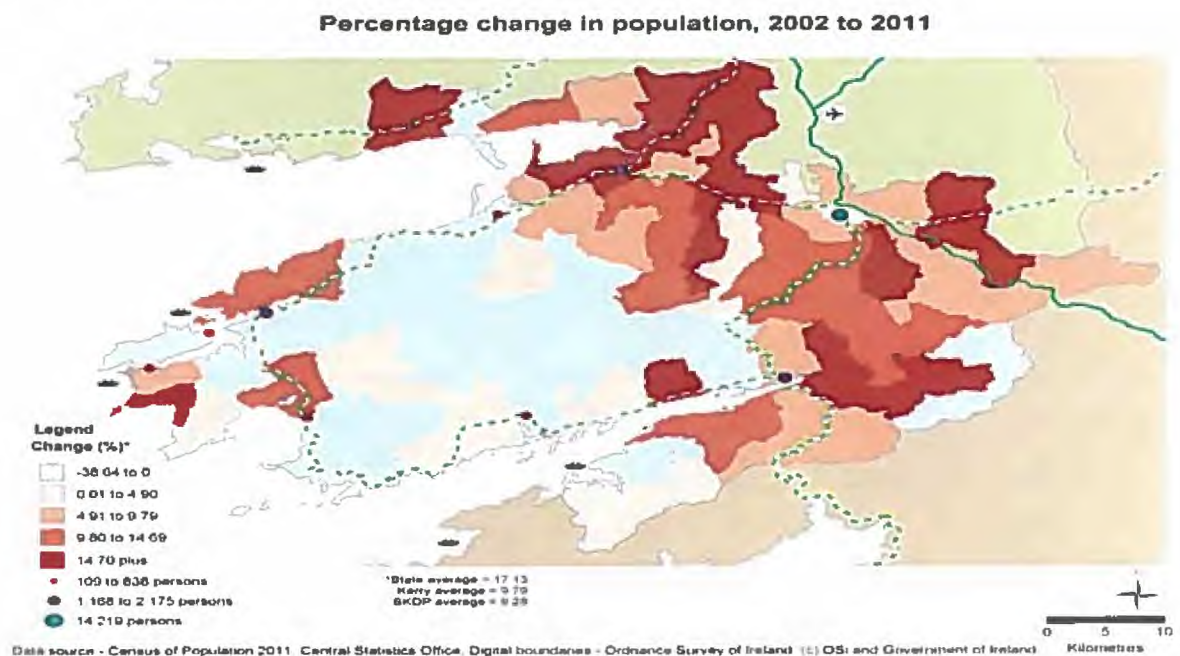 Percentage change in population, 2002 to 2011
Legend
Change (%)*
-38.04 to 0
0.01 to 4.90
4.91 to 9.79
9.80 to 14.69
14.70 plus
109 to 838 persons
1,168 to 2,175 persons
14,219 persons
*State average = 17.13
Kerry average = 9.79
SKDP average = 9.28
0 5 10
Kilometres
Data source - Census of Population 2011, Central Statistics Office, Digital boundaries - Ordnance Survey of Ireland (c) OSi and Government of Ireland